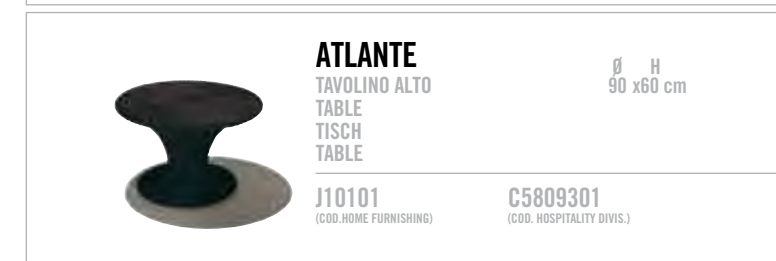 ATLANTE
TAVOLINO ALTO
TABLE
TISCH
TABLE
Ø H
90 x60 cm
J10101
(COD.HOME FURNISHING)
C5809301
(COD. HOSPITALITY DIVIS.)